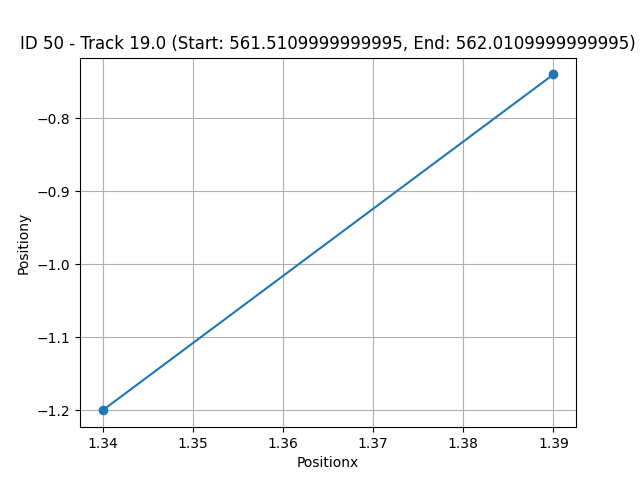 ID 50 - Track 19.0 (Start: 561.5109999999995, End: 562.0109999999995)
Positiony
−0.8
−0.9
−1.0
−1.1
−1.2
1.34 1.35 1.36 1.37 1.38 1.39
Positionx